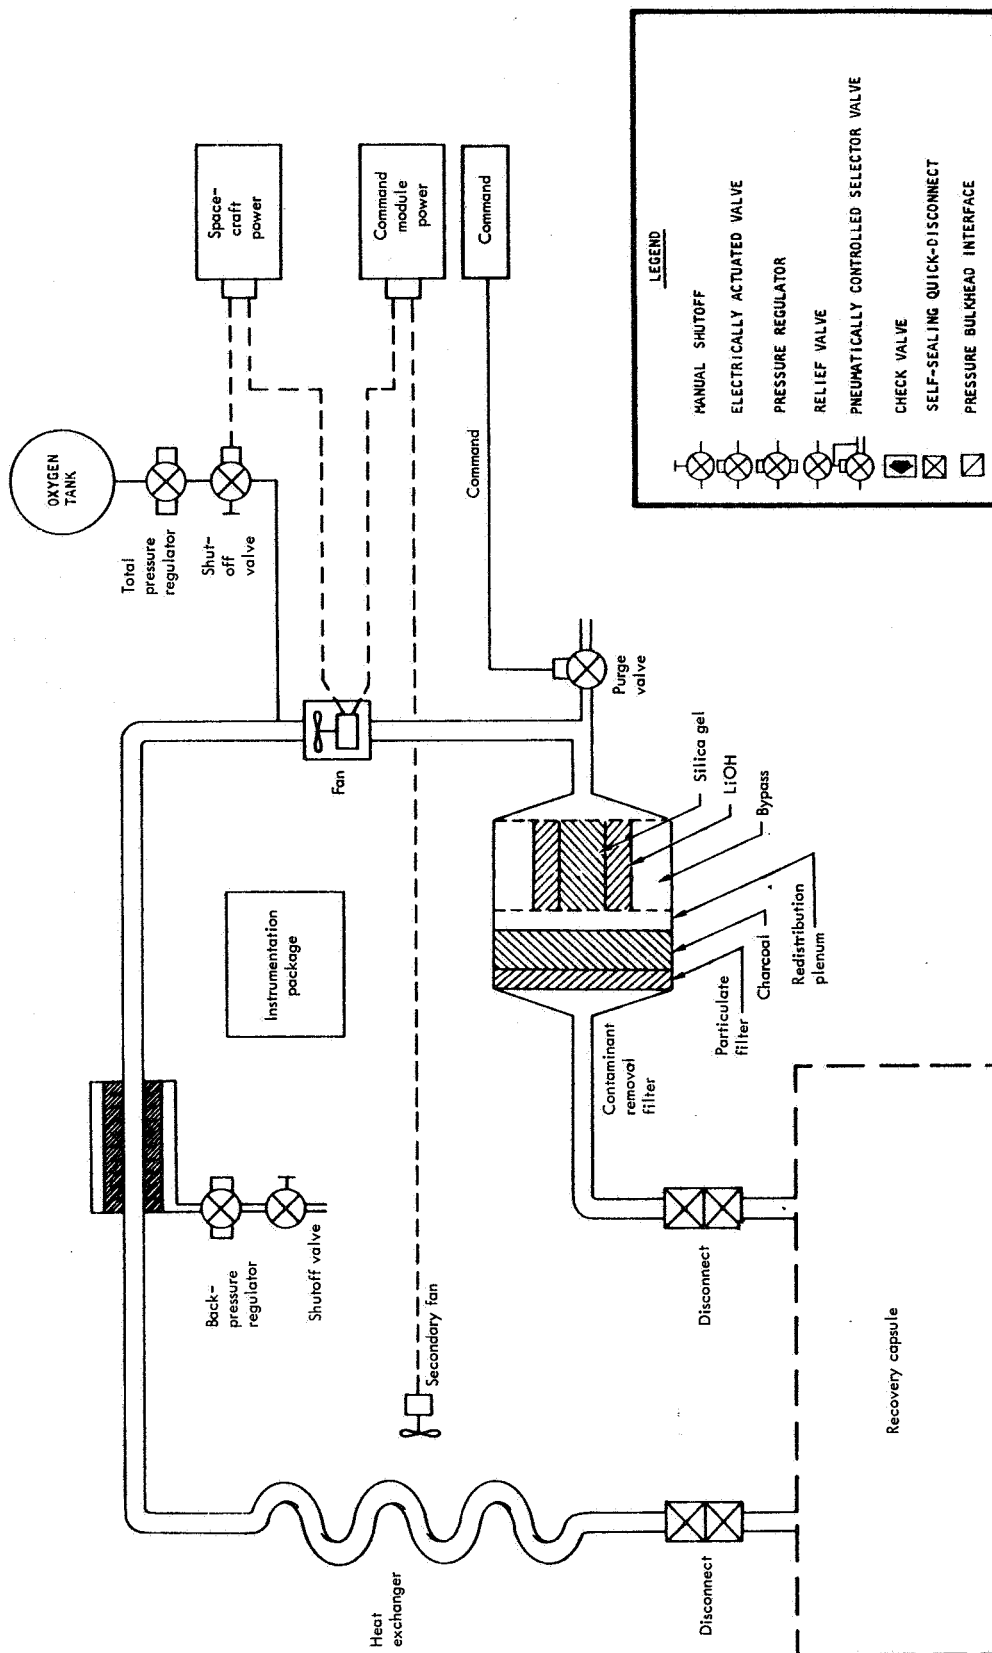 OXYGEN
TANK
Total
pressure
regulator
Shut-
off
valve
Space-
craft
power
Command
module
power
Command
Command
Fan
Purge
valve
Instrumentation
package
Back-
pressure
regulator
Shutoff valve
Secondary fan
Heat
exchanger
Silica gel
LiOH
Bypass
Redistribution
plenum
Charcoal
Particulate
filter
Contaminant
removal
filter
Disconnect
Disconnect
Recovery capsule
LEGEND
MANUAL SHUTOFF
ELECTRICALLY ACTUATED VALVE
PRESSURE REGULATOR
RELIEF VALVE
PNEUMATICALLY CONTROLLED SELECTOR VALVE
CHECK VALVE
SELF-SEALING QUICK-DISCONNECT
PRESSURE BULKHEAD INTERFACE